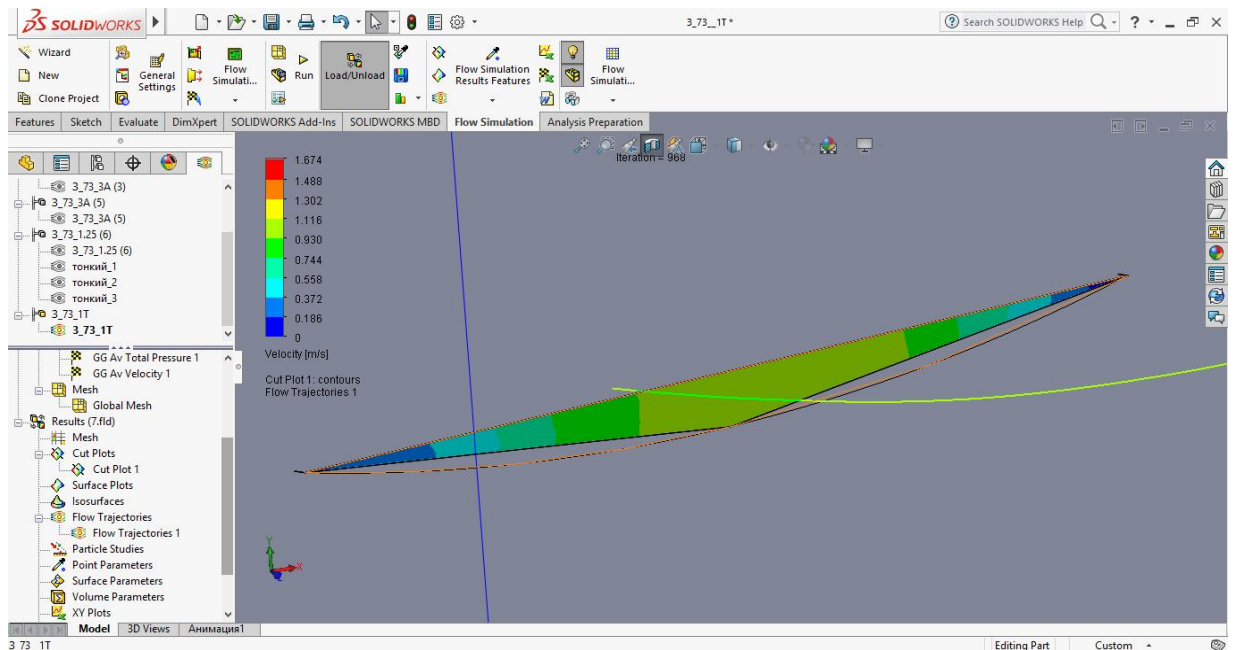 SOLIDWORKS
3_73__1T *
Search SOLIDWORKS Help
?
Wizard
New
Clone Project
General Settings
Flow Simulati...
Run
Load/Unload
Flow Simulation Results Features
Flow Simulati...
Features Sketch Evaluate DimXpert SOLIDWORKS Add-Ins SOLIDWORKS MBD Flow Simulation Analysis Preparation
3_73_3A (3)
3_73_3A (5)
3_73_3A (5)
3_73_1.25 (6)
3_73_1.25 (6)
тонкий_1
тонкий_2
тонкий_3
3_73_1T
3_73_1T
GG Av Total Pressure 1
GG Av Velocity 1
Mesh
Global Mesh
Results (7.fld)
Mesh
Cut Plots
Cut Plot 1
Surface Plots
Isosurfaces
Flow Trajectories
Flow Trajectories 1
Particle Studies
Point Parameters
Surface Parameters
Volume Parameters
XY Plots
Iteration = 968
1.674
1.488
1.302
1.116
0.930
0.744
0.558
0.372
0.186
0
Velocity [m/s]
Cut Plot 1: contours
Flow Trajectories 1
Y
X
Z
Model 3D Views Анимация1
3 73 1T
Editing Part
Custom